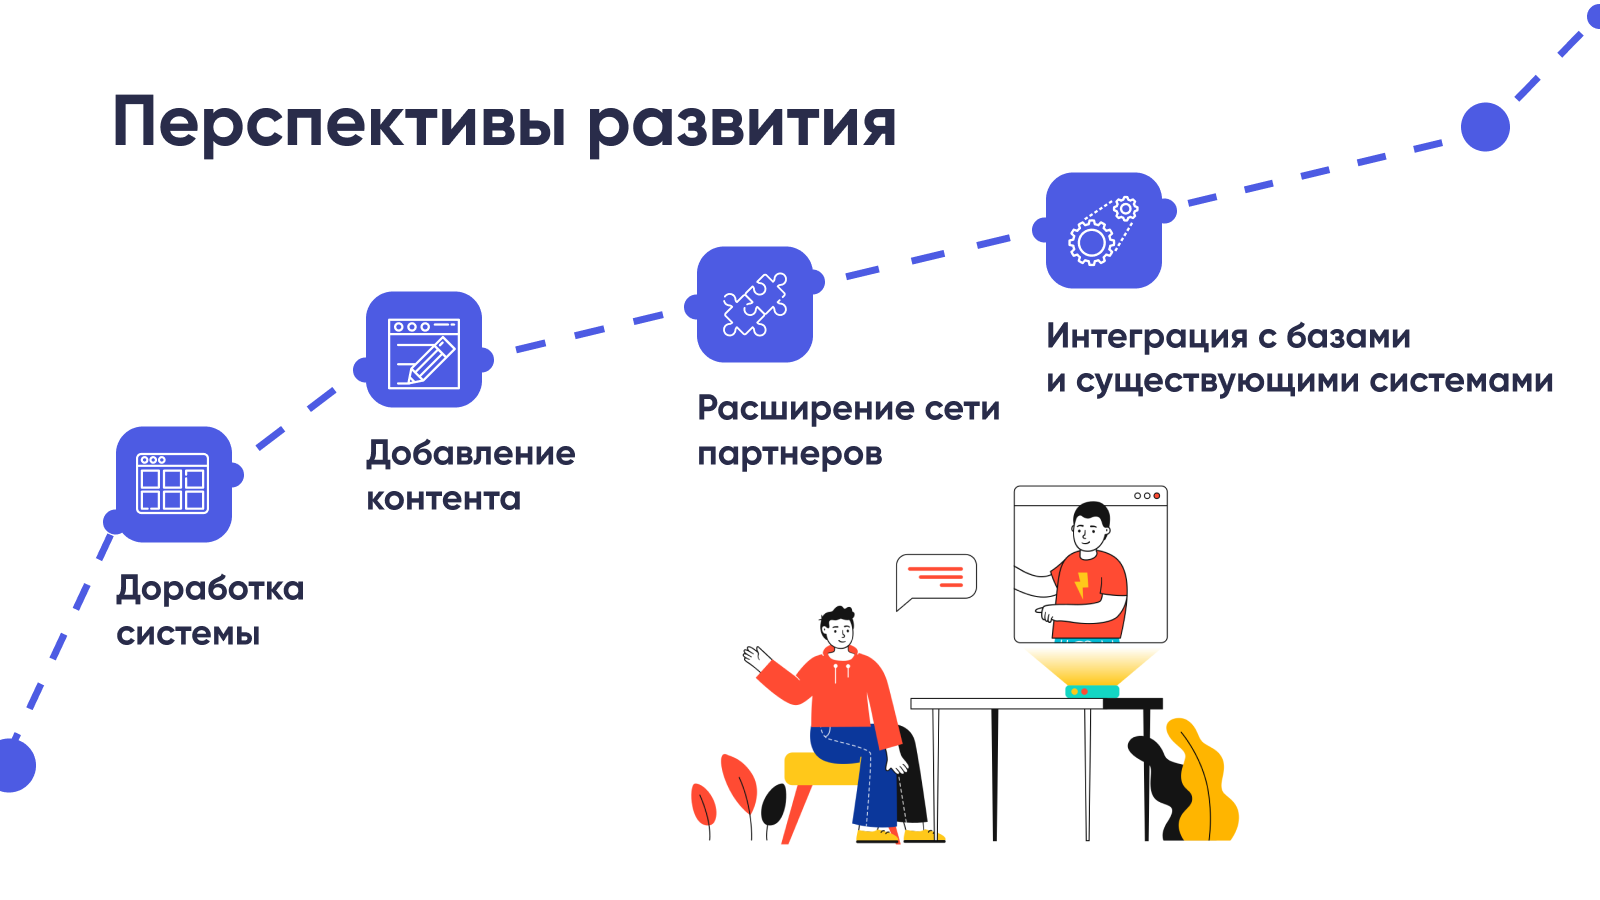 Перспективы развития
Доработка
системы
Добавление
контента
Расширение сети
партнеров
Интеграция с базами
и существующими системами